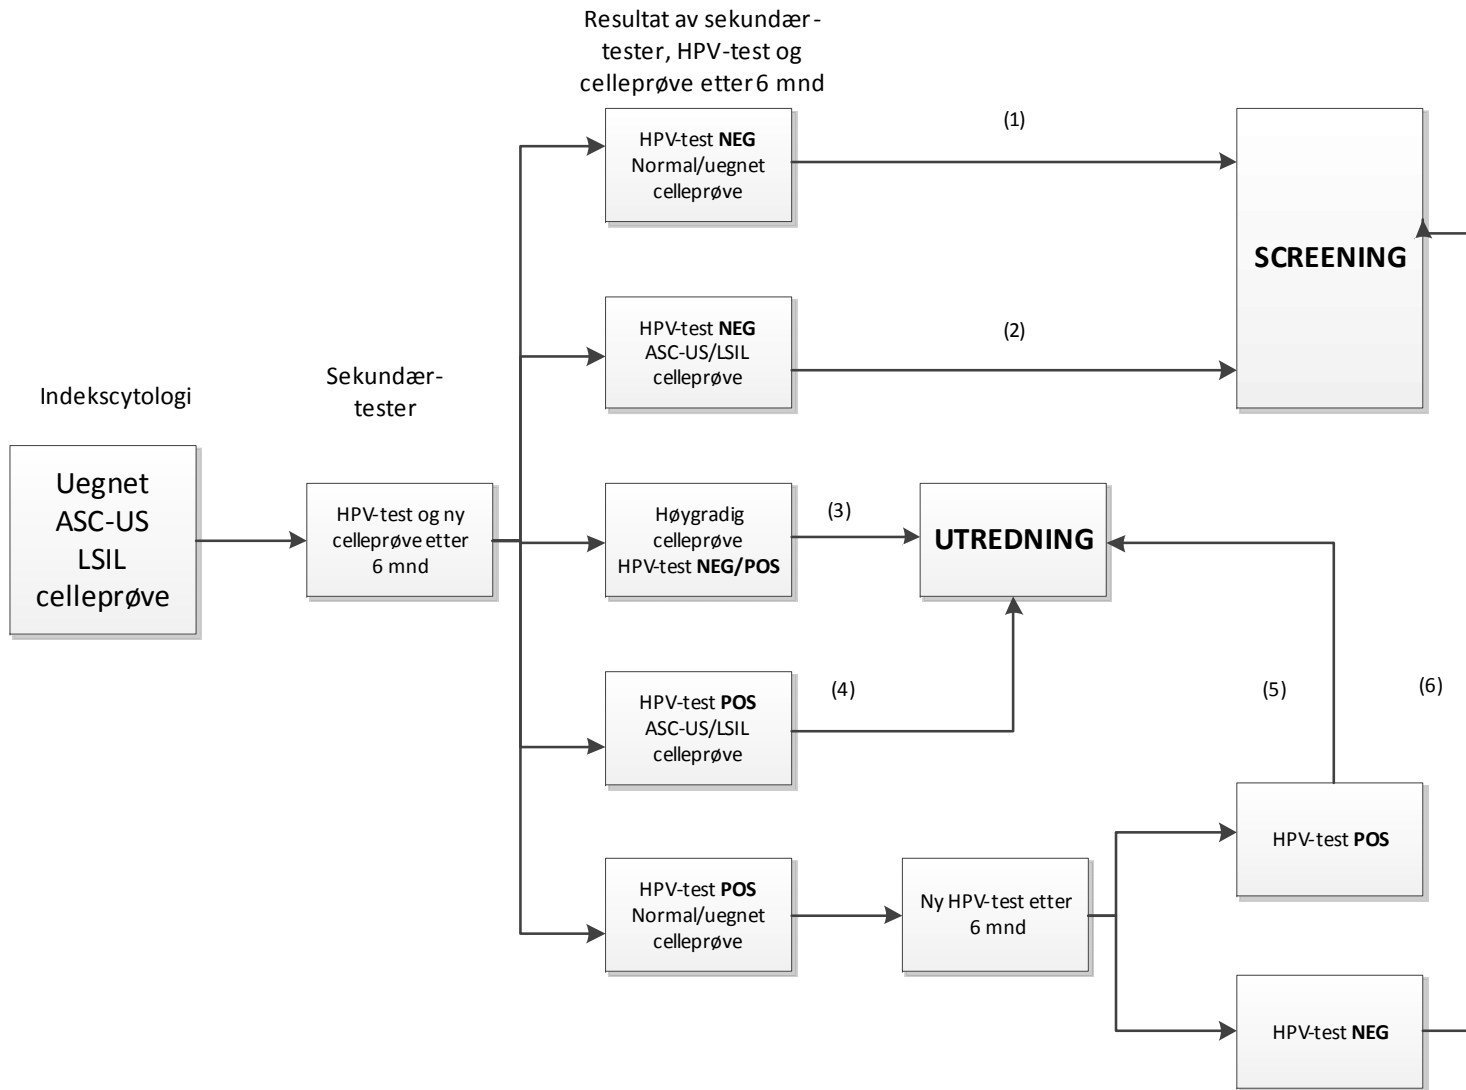 Resultat av sekundær-
tester, HPV-test og
celleprøve etter 6 mnd
Indekscytologi
Uegnet
ASC-US
LSIL
celleprøve
Sekundær-
tester
HPV-test og ny
celleprøve etter
6 mnd
HPV-test NEG
Normal/uegnet
celleprøve
(1)
SCREENING
HPV-test NEG
ASC-US/LSIL
celleprøve
(2)
Høygradig
celleprøve
HPV-test NEG/POS
(3)
UTREDNING
HPV-test POS
ASC-US/LSIL
celleprøve
(4)
(5)
(6)
HPV-test POS
Normal/uegnet
celleprøve
Ny HPV-test etter
6 mnd
HPV-test POS
HPV-test NEG